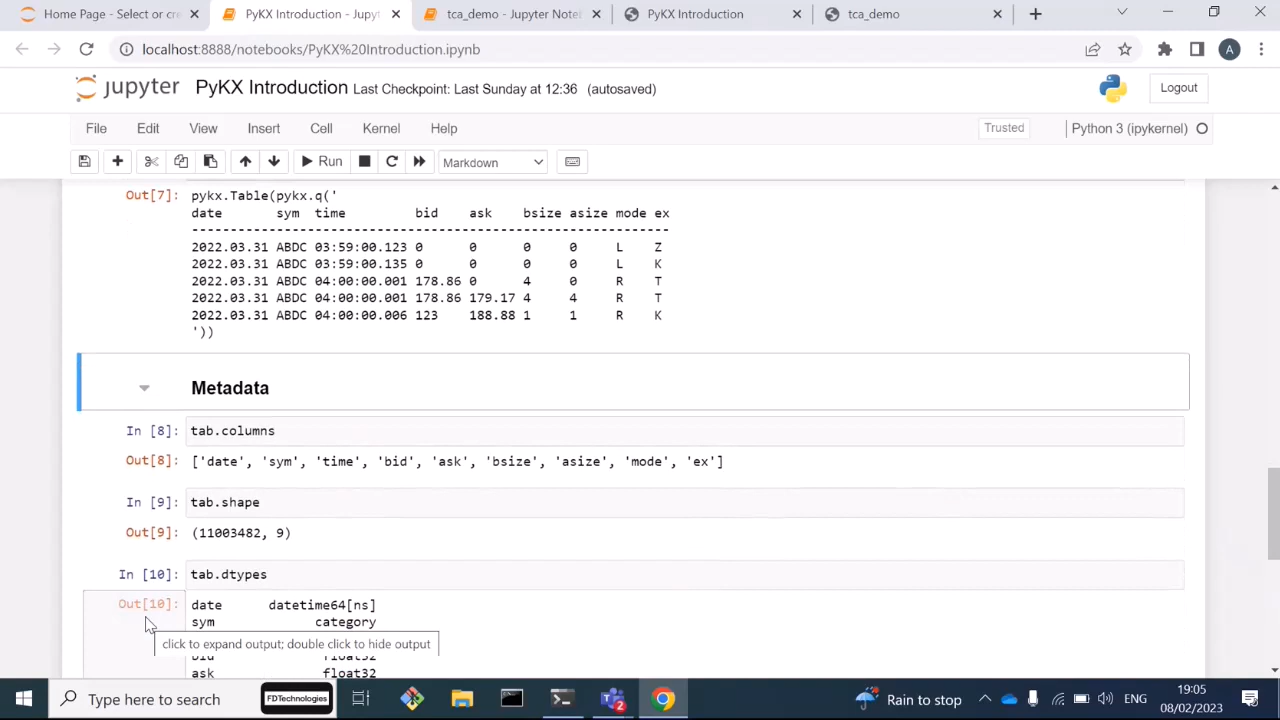 Home Page - Select or cre
PyKX Introduction - Jupyt
tca_demo - Jupyter Noteb
PyKX Introduction
tca_demo
localhost:8888/notebooks/PyKX%20Introduction.ipynb
A
jupyter
PyKX Introduction Last Checkpoint: Last Sunday at 12:36 (autosaved)
Logout
File Edit View Insert Cell Kernel Help
Trusted
Python 3 (ipykernel)
Run
Markdown
Out[7]: pykx.Table(pykx.q('
date sym time bid ask bsize asize mode ex
---------------------------------------------------------------
2022.03.31 ABDC 03:59:00.123 0 0 0 0 L Z
2022.03.31 ABDC 03:59:00.135 0 0 0 0 L K
2022.03.31 ABDC 04:00:00.001 178.86 0 4 0 R T
2022.03.31 ABDC 04:00:00.001 178.86 179.17 4 4 R T
2022.03.31 ABDC 04:00:00.006 123 188.88 1 1 R K
'))
Metadata
In [8]: tab.columns
Out[8]: ['date', 'sym', 'time', 'bid', 'ask', 'bsize', 'asize', 'mode', 'ex']
In [9]: tab.shape
Out[9]: (11003482, 9)
In [10]: tab.dtypes
Out[10]: date datetime64[ns]
sym category
click to expand output; double click to hide output
bid float32
ask float32
Type here to search
FDTechnologies
2
Rain to stop
ENG
19:05
08/02/2023